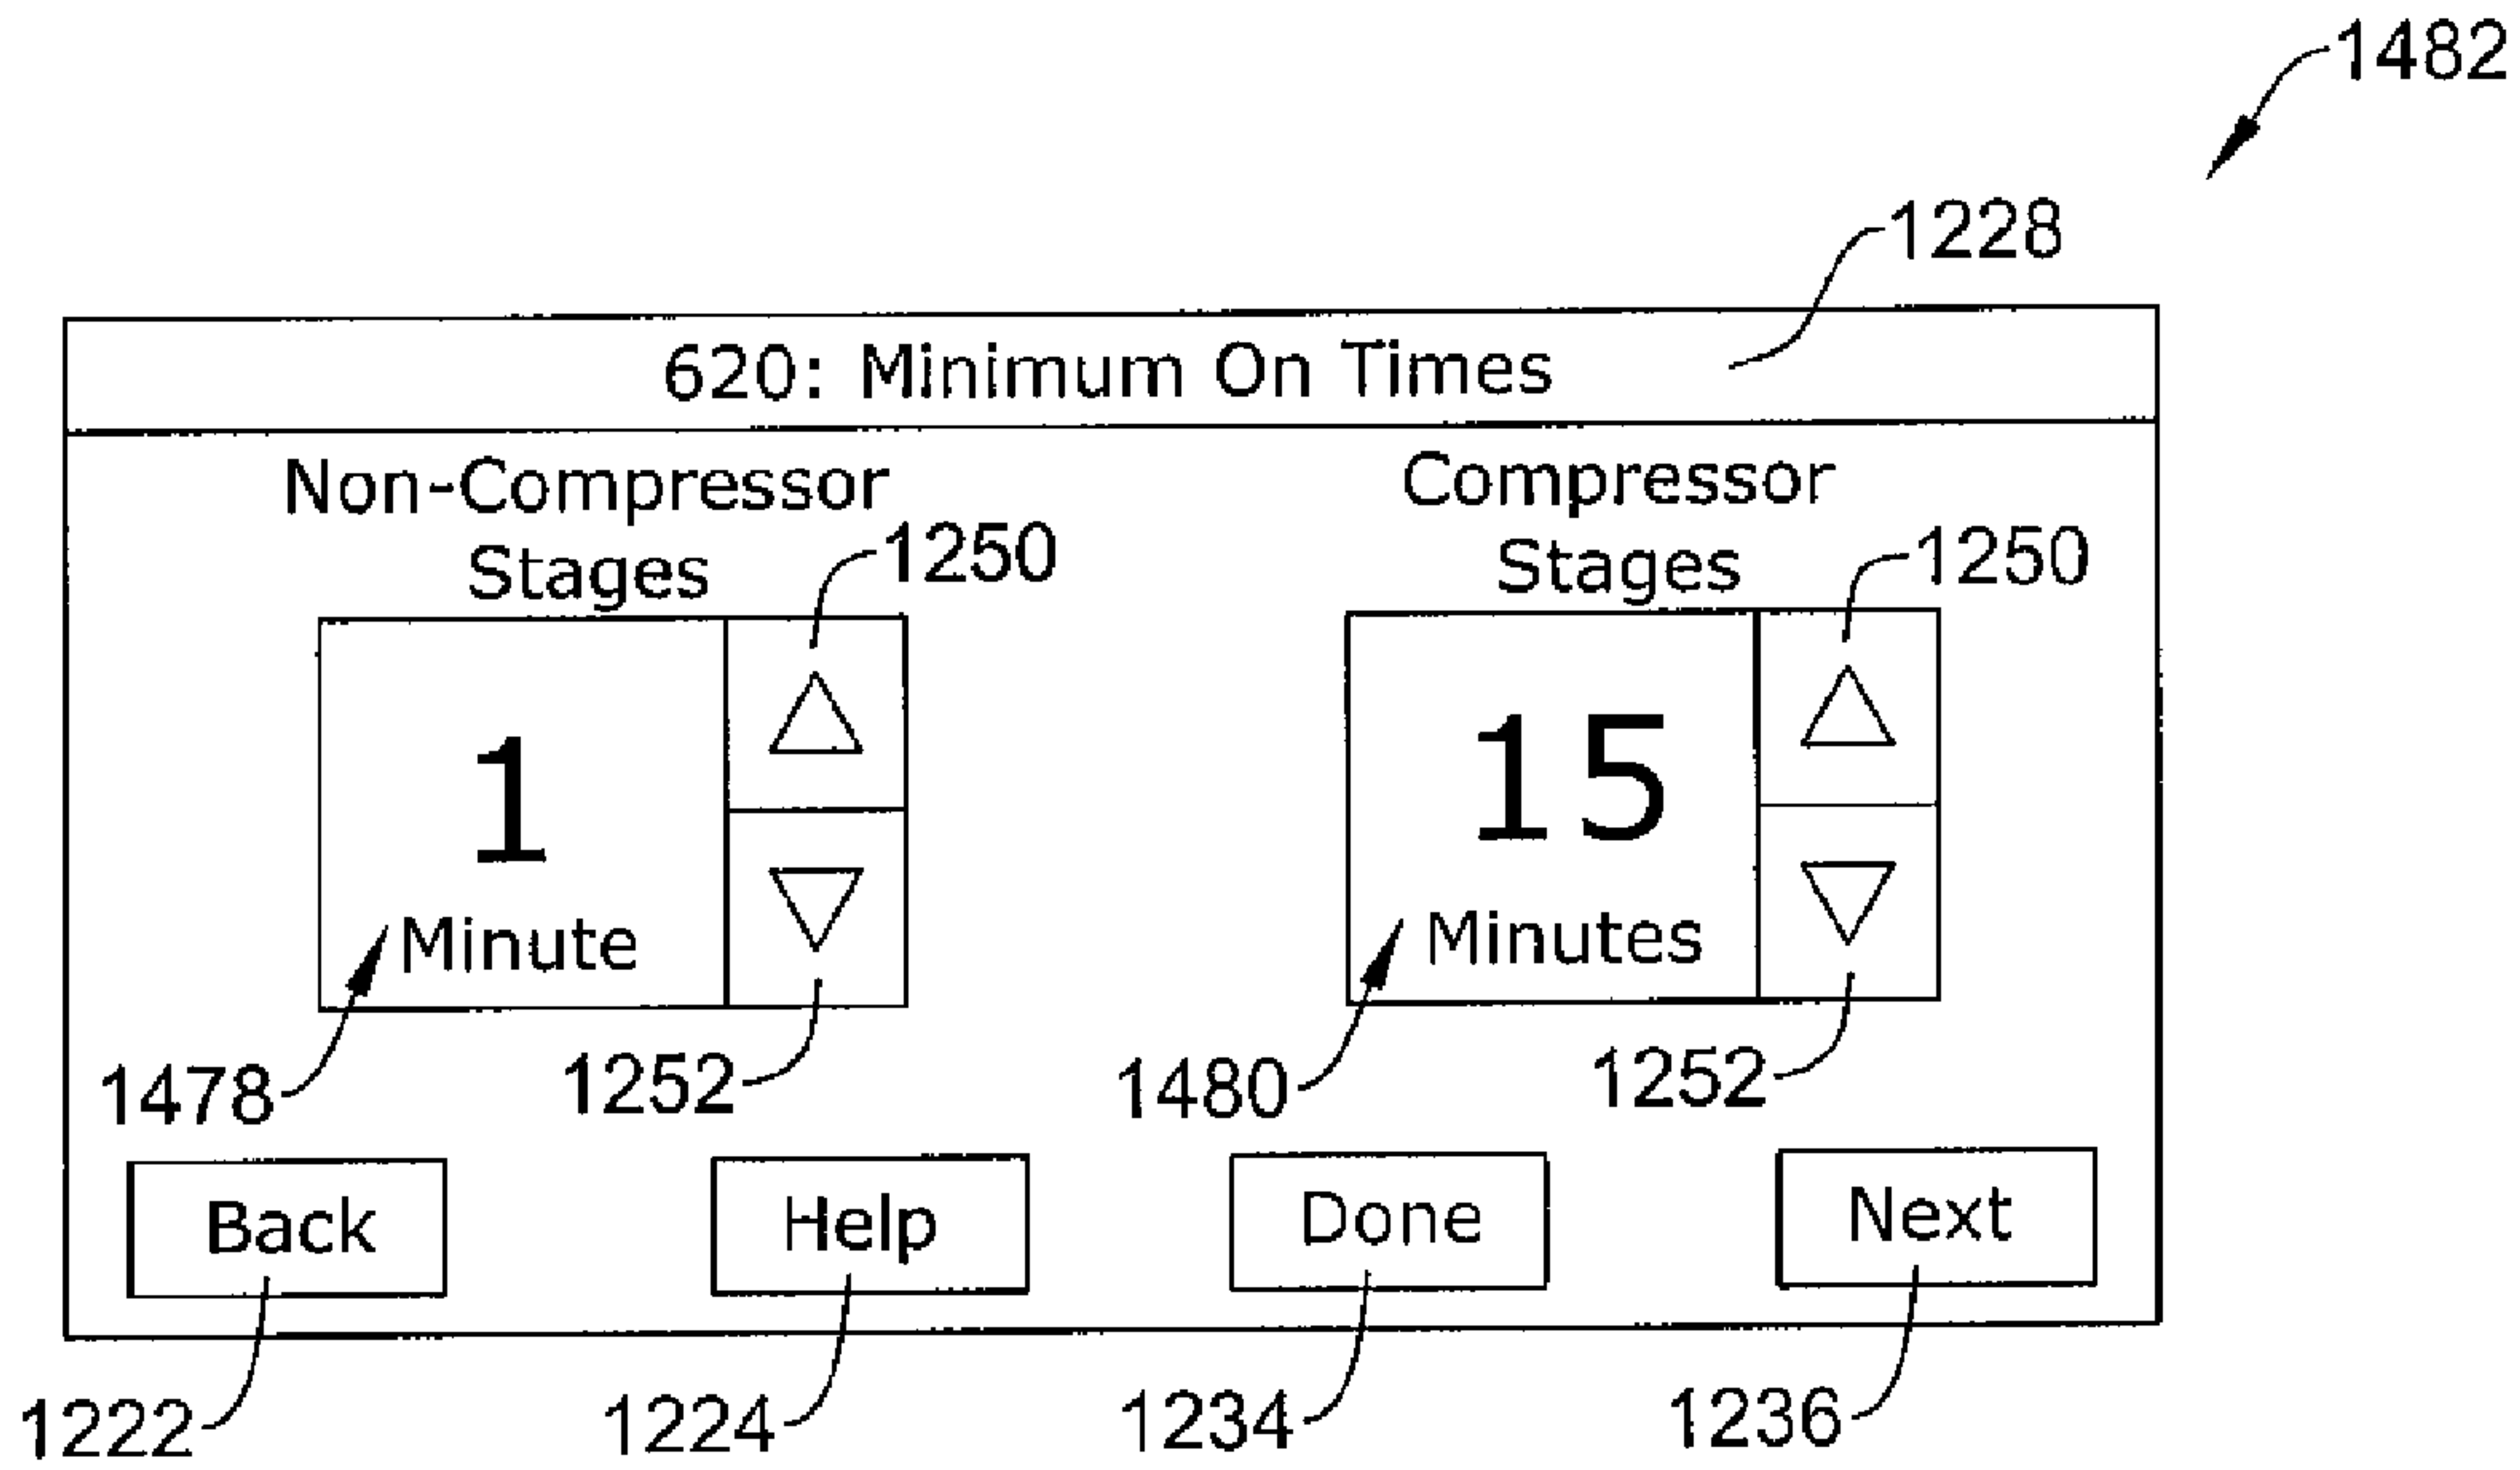 1482
1228
620: Minimum On Times
Non-Compressor
Stages
Compressor
Stages
1250
1250
1
Minute
15
Minutes
1478
1252
1480
1252
Back
Help
Done
Next
1222
1224
1234
1236